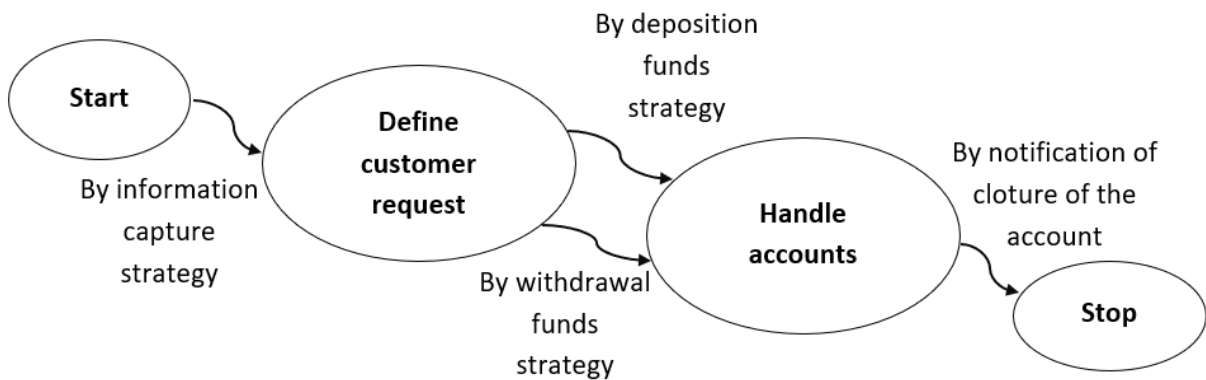 Start
By information
capture
strategy
Define
customer
request
By deposition
funds
strategy
By withdrawal
funds
strategy
Handle
accounts
By notification of
cloture of the
account
Stop